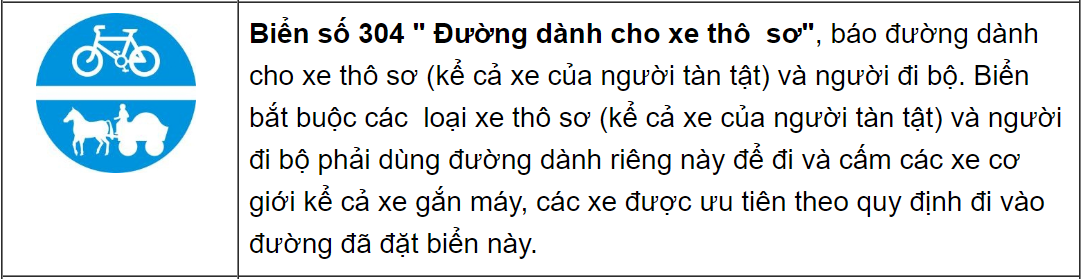 Biển số 304 " Đường dành cho xe thô  sơ", báo đường dành
cho xe thô sơ (kể cả xe của người tàn tật) và người đi bộ. Biển
bắt buộc các  loại xe thô sơ (kể cả xe của người tàn tật) và người
đi bộ phải dùng đường dành riêng này để đi và cấm các xe cơ
giới kể cả xe gắn máy, các xe được ưu tiên theo quy định đi vào
đường đã đặt biển này.